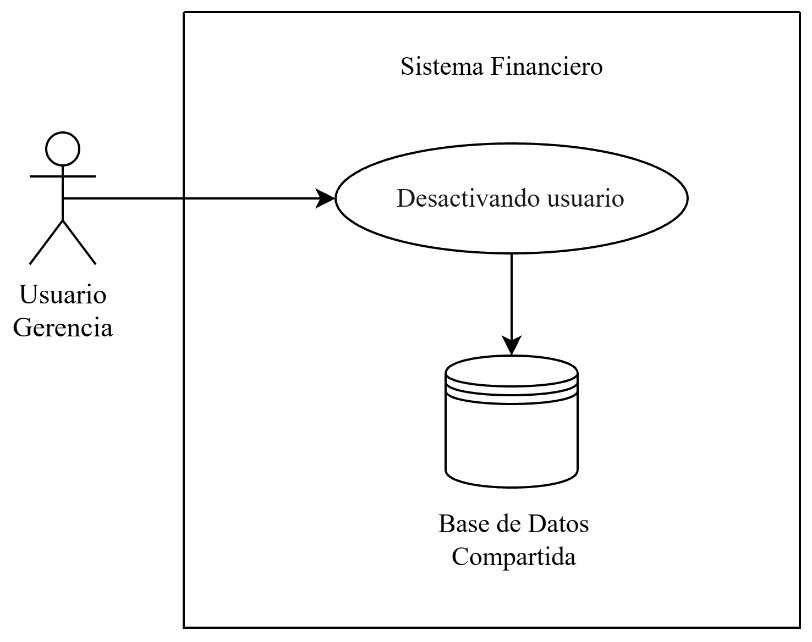 Sistema Financiero
Desactivando usuario
Usuario
Gerencia
Base de Datos
Compartida